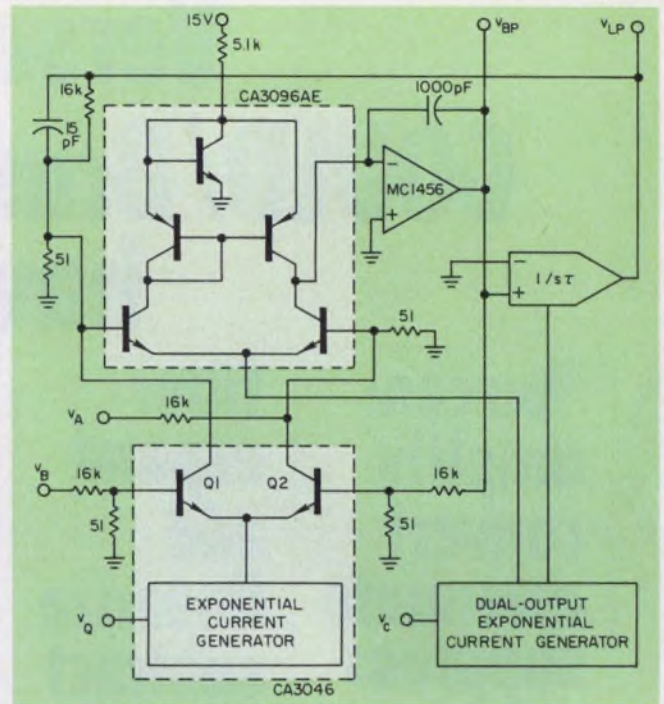 15V
5.1k
V_BP
V_LP
16k
CA3096AE
1000pF
15
pF
-
+
MC1456
51
-
+
1/sτ
51
V_A
16k
V_B
16k
Q1
Q2
16k
51
51
V_Q
EXPONENTIAL
CURRENT
GENERATOR
V_C
DUAL-OUTPUT
EXPONENTIAL
CURRENT GENERATOR
CA3046